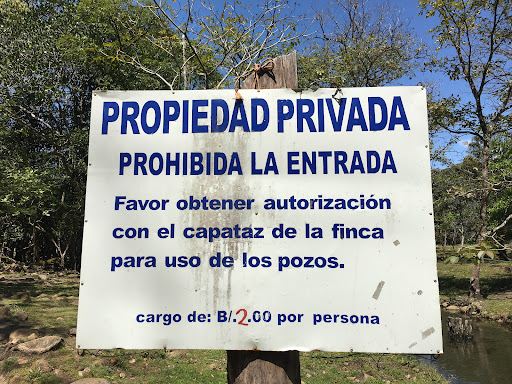 PROPIEDAD PRIVADA
PROHIBIDA LA ENTRADA
Favor obtener autorización
con el capataz de la finca
para uso de los pozos.
cargo de: B/.2.00 por persona